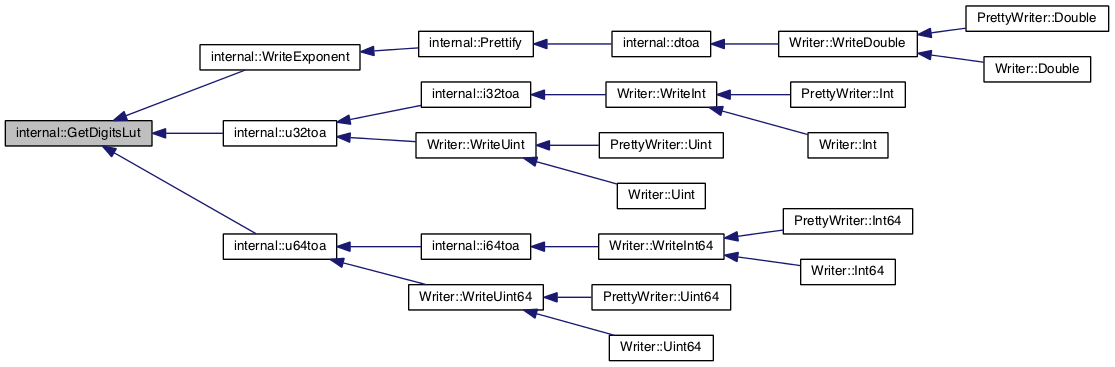 PrettyWriter::Double
internal::Prettify
internal::dtoa
Writer::WriteDouble
internal::WriteExponent
Writer::Double
internal::i32toa
Writer::WriteInt
PrettyWriter::Int
internal::GetDigitsLut
internal::u32toa
Writer::WriteUint
PrettyWriter::Uint
Writer::Int
Writer::Uint
PrettyWriter::Int64
internal::u64toa
internal::i64toa
Writer::WriteInt64
Writer::Int64
Writer::WriteUint64
PrettyWriter::Uint64
Writer::Uint64